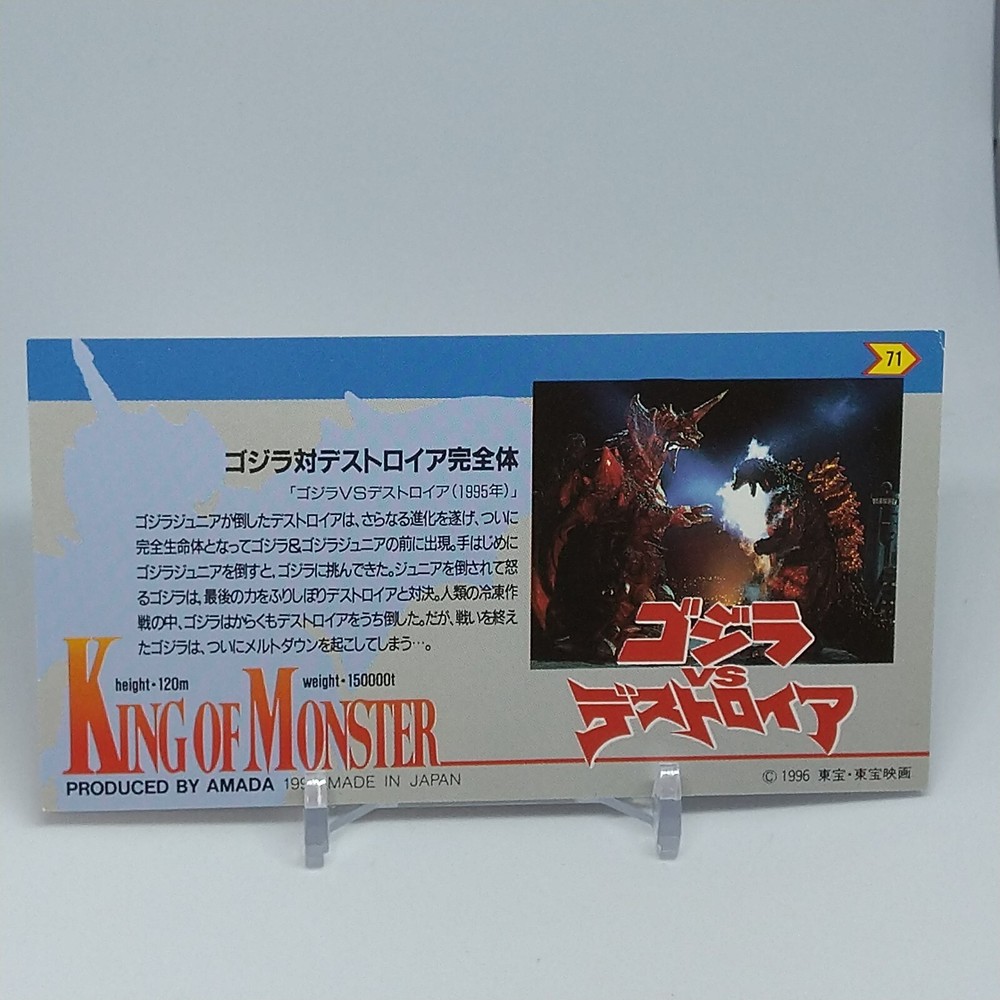 71
ゴジラ対デストロイア完全体
「ゴジラVSデストロイア(1995年)」
ゴジラジュニアが倒したデストロイアは、さらなる進化を遂げ、ついに
完全生命体となってゴジラ&ゴジラジュニアの前に出現。手はじめに
ゴジラジュニアを倒すと、ゴジラに挑んできた。ジュニアを倒されて怒
るゴジラは、最後の力をふりしぼりデストロイアと対決。人類の冷凍作
戦の中、ゴジラはからくもデストロイアをうち倒した。だが、戦いを終え
たゴジラは、ついにメルトダウンを起こしてしまう…。
height・120m weight・150000t
KING OF MONSTER
PRODUCED BY AMADA MADE IN JAPAN
ゴジラ
VS
デストロイア
© 1996 東宝・東宝映画